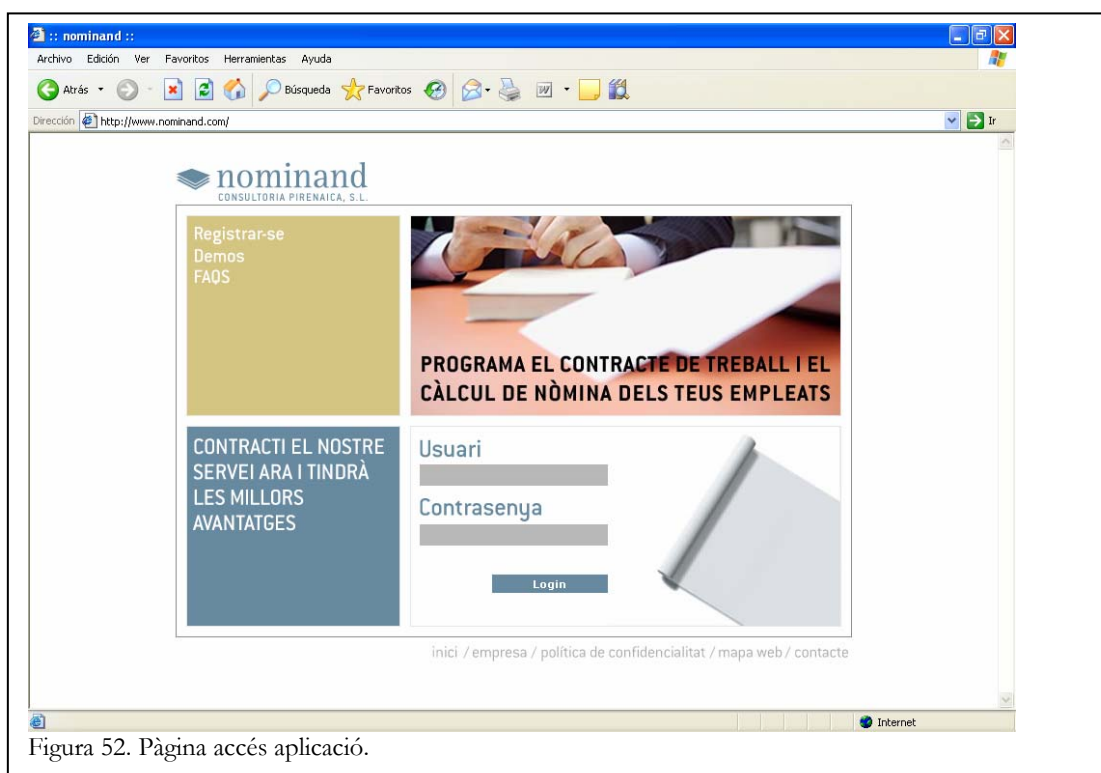 :: nominand ::
Archivo Edición Ver Favoritos Herramientas Ayuda
Atrás Búsqueda Favoritos
Dirección http://www.nominand.com/ Ir
nominand
CONSULTORIA PIRENAICA, S.L.
Registrar-se
Demos
FAQS
PROGRAMA EL CONTRACTE DE TREBALL I EL
CÀLCUL DE NÒMINA DELS TEUS EMPLEATS
CONTRACTI EL NOSTRE
SERVEI ARA I TINDRÀ
LES MILLORS
AVANTATGES
Usuari
Contrasenya
Login
inici / empresa / política de confidencialitat / mapa web / contacte
Internet
Figura 52. Pàgina accés aplicació.